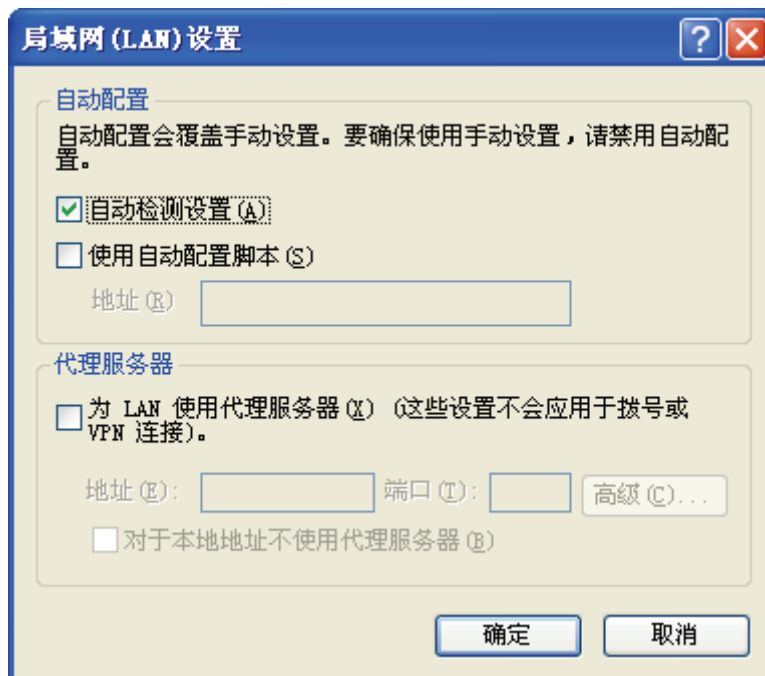 局域网(LAN)设置
自动配置
自动配置会覆盖手动设置。要确保使用手动设置，请禁用自动配
置。
自动检测设置(A)
使用自动配置脚本(S)
地址(R)
代理服务器
为 LAN 使用代理服务器(X) (这些设置不会应用于拨号或
VPN 连接)。
地址(E): 端口(T): 高级(C)...
对于本地地址不使用代理服务器(B)
确定 取消